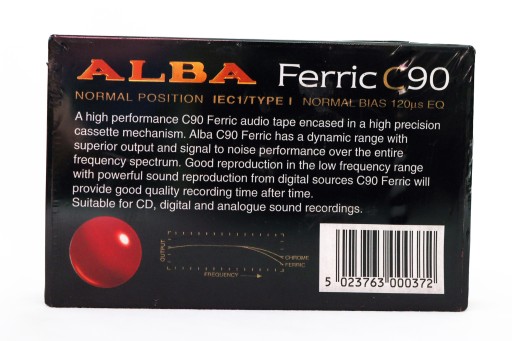 ALBA Ferric C90
NORMAL POSITION IEC1/TYPE I NORMAL BIAS 120µs EQ
A high performance C90 Ferric audio tape encased in a high precision
cassette mechanism. Alba C90 Ferric has a dynamic range with
superior output and signal to noise performance over the entire
frequency spectrum. Good reproduction in the low frequency range
with powerful sound reproduction from digital sources C90 Ferric will
provide good quality recording time after time.
Suitable for CD, digital and analogue sound recordings.
OUTPUT
CHROME
FERRIC
FREQUENCY
5 023763 000372